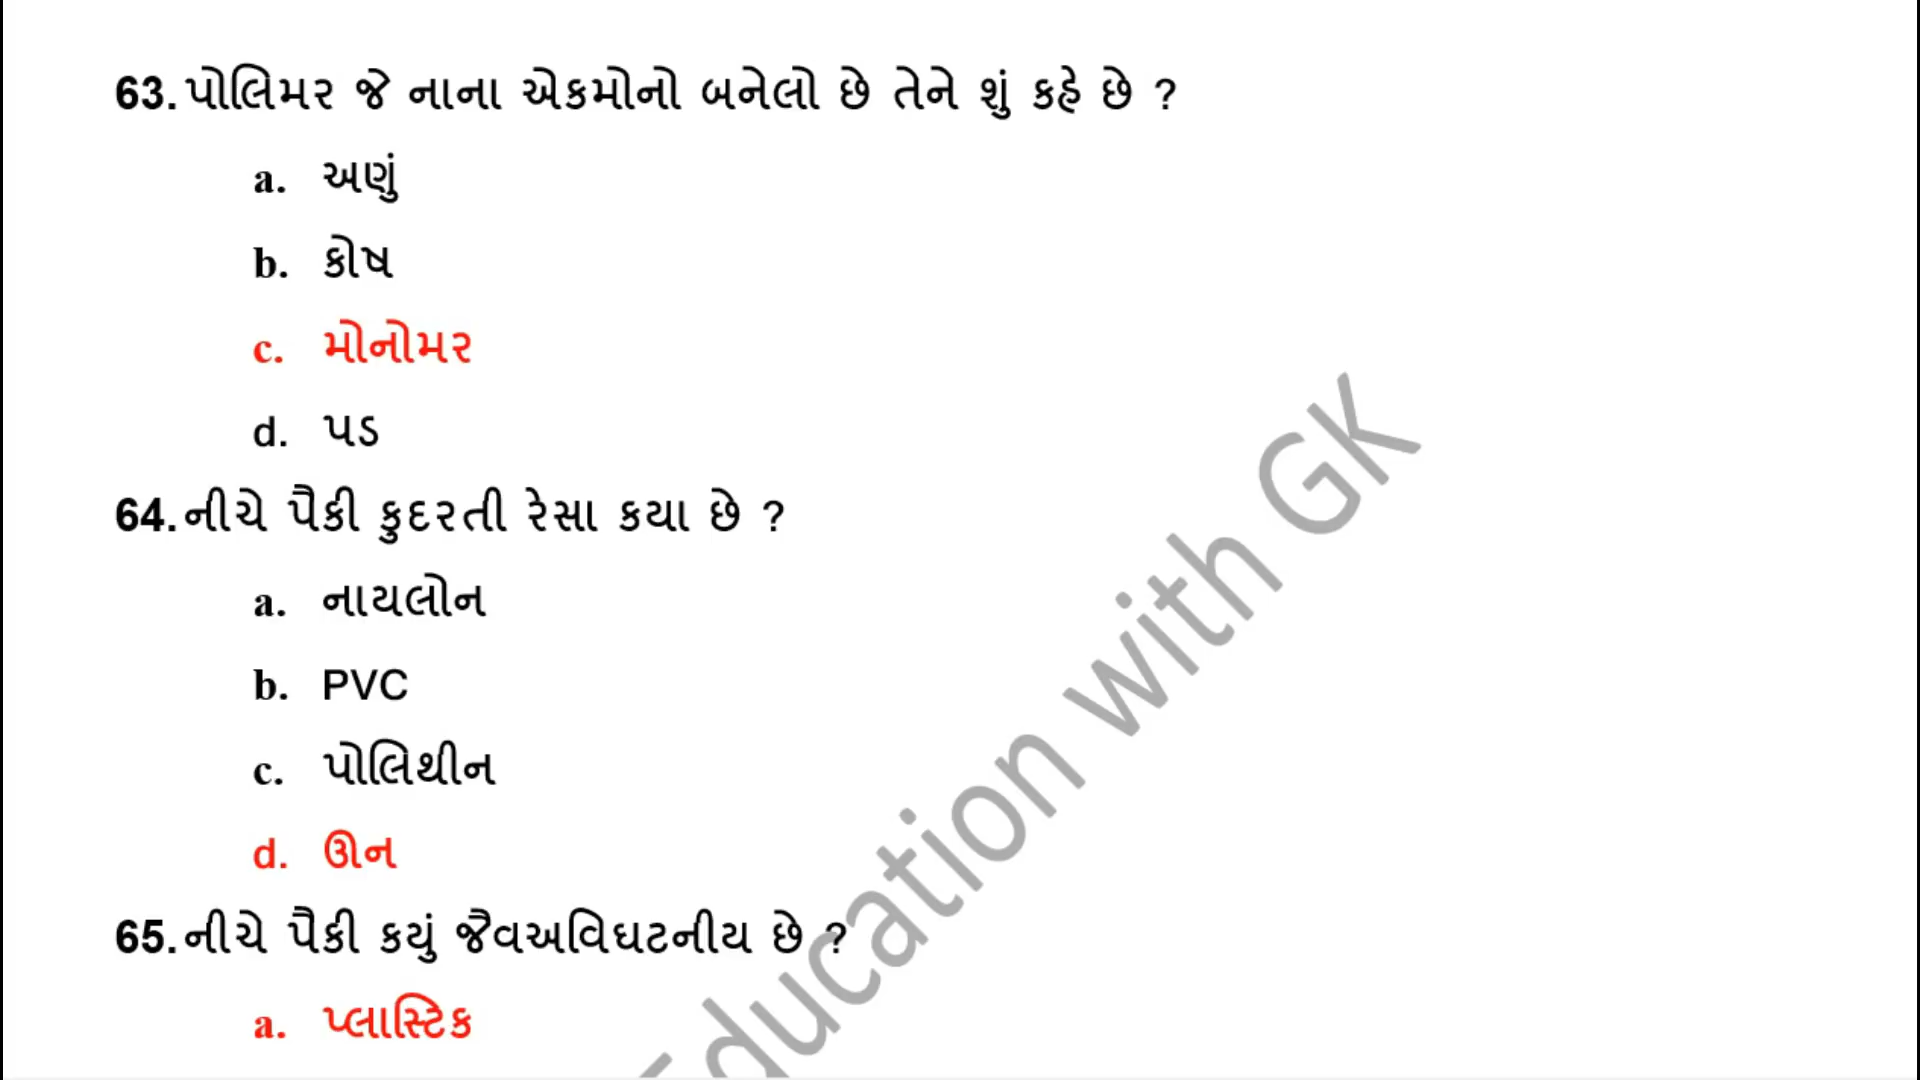 63. પોલિમર જે નાના એકમોનો બનેલો છે તેને શું કહે છે ?
a. અણું
b. કોષ
c. મોનોમર
d. પડ
64. નીચે પૈકી કુદરતી રેસા કયા છે ?
a. નાયલોન
b. PVC
c. પોલિથીન
d. ઊન
65. નીચે પૈકી કયું જૈવઅવિઘટનીય છે ?
a. પ્લાસ્ટિક
Education with GK